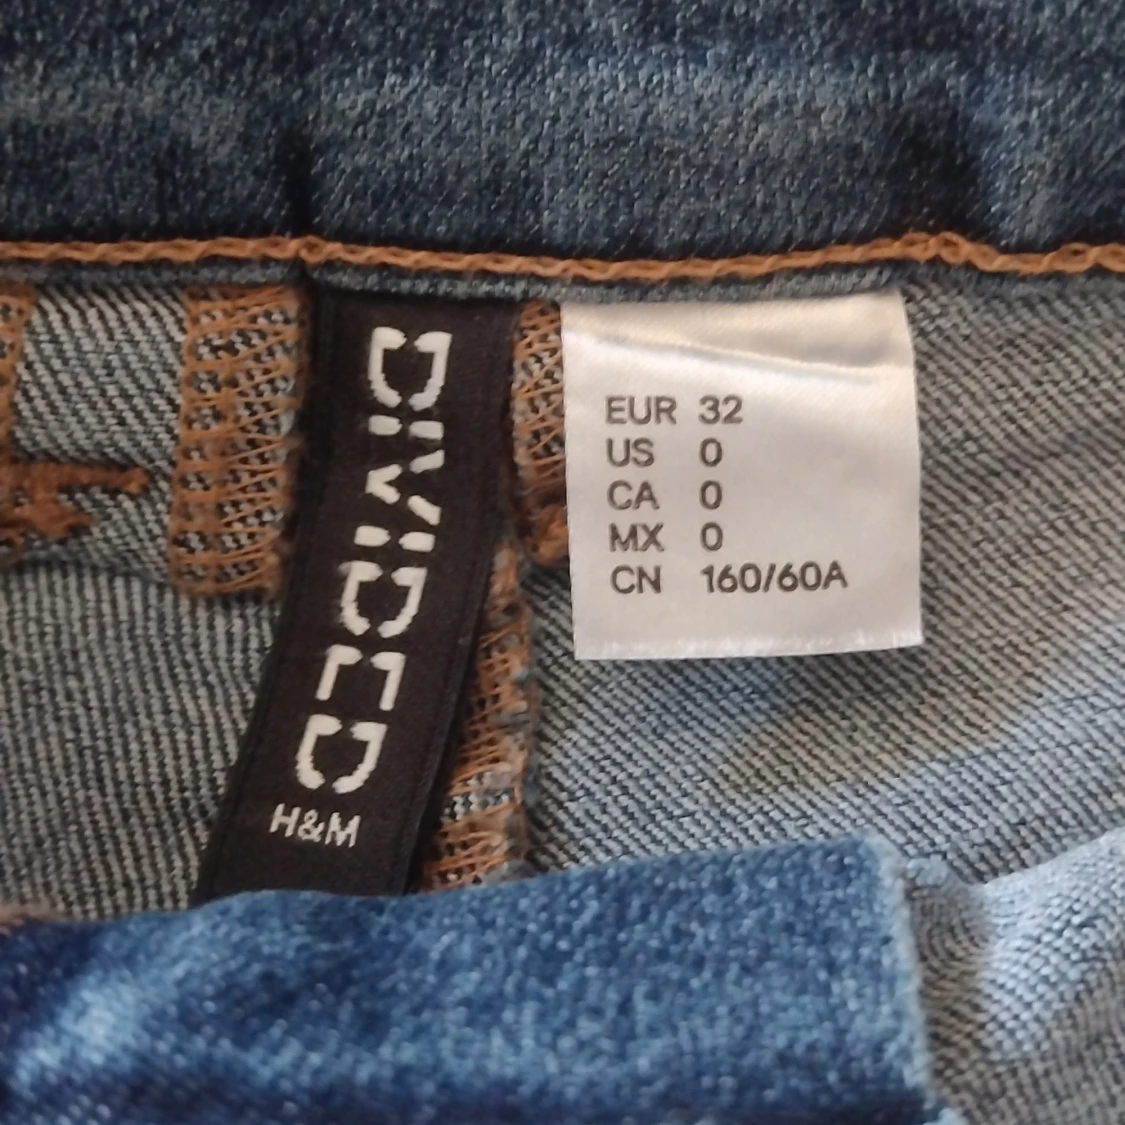 DIVIDED
H&M
EUR 32
US 0
CA 0
MX 0
CN 160/60A